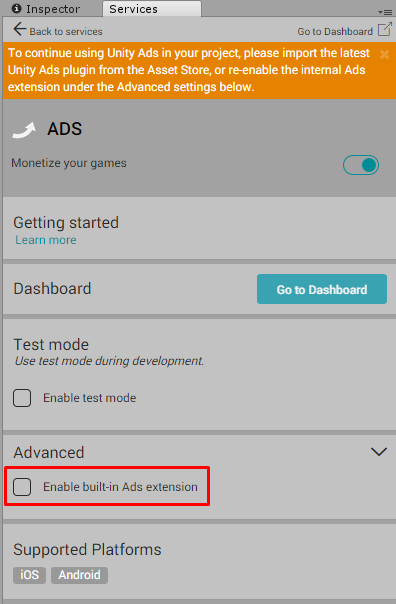 Inspector
Services
Back to services
Go to Dashboard
To continue using Unity Ads in your project, please import the latest
Unity Ads plugin from the Asset Store, or re-enable the internal Ads
extension under the Advanced settings below.
ADS
Monetize your games
Getting started
Learn more
Dashboard
Go to Dashboard
Test mode
Use test mode during development.
Enable test mode
Advanced
Enable built-in Ads extension
Supported Platforms
iOS
Android